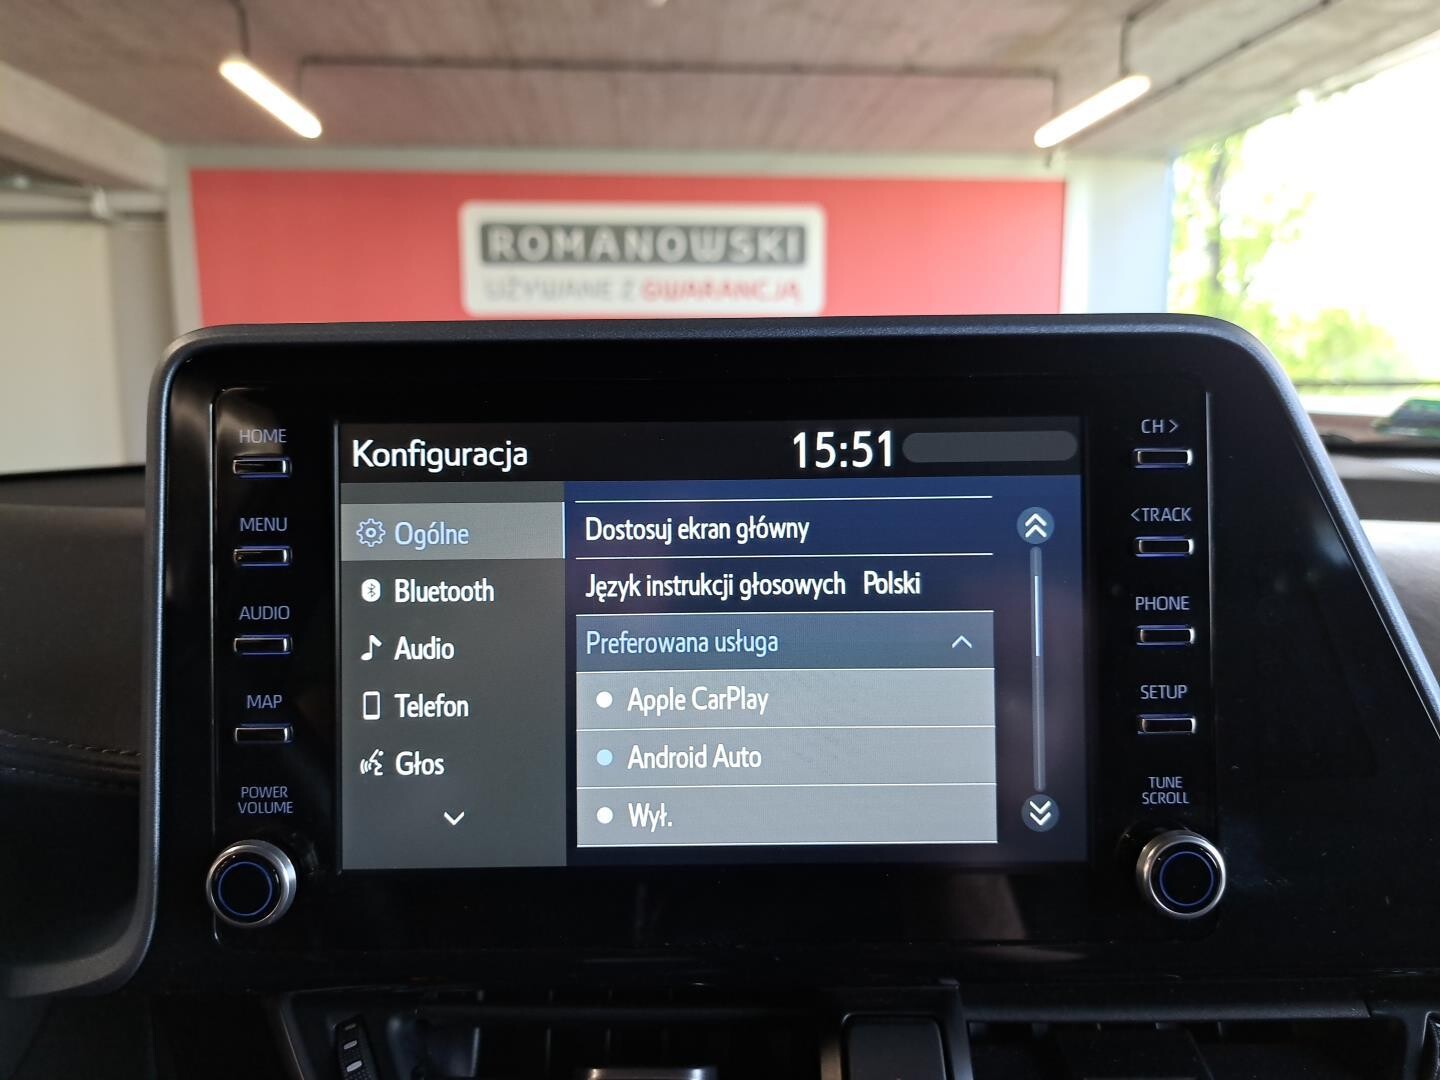 ROMANOWSKI
UŻYWANE Z GWARANCJĄ
HOME
MENU
AUDIO
MAP
POWER
VOLUME
Konfiguracja 15:51
Ogólne
Bluetooth
Audio
Telefon
Głos
Dostosuj ekran główny
Język instrukcji głosowych Polski
Preferowana usługa
Apple CarPlay
Android Auto
Wył.
CH >
<TRACK
PHONE
SETUP
TUNE
SCROLL